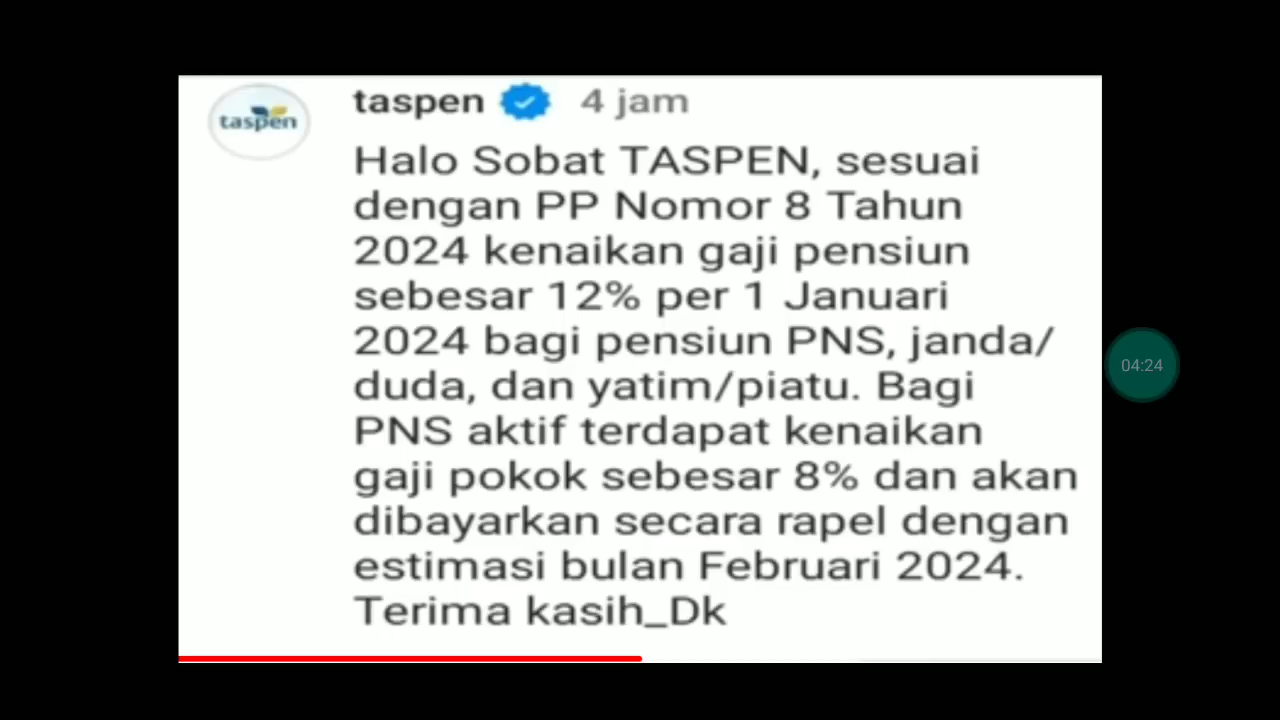 taspen
taspen 4 jam
Halo Sobat TASPEN, sesuai
dengan PP Nomor 8 Tahun
2024 kenaikan gaji pensiun
sebesar 12% per 1 Januari
2024 bagi pensiun PNS, janda/
duda, dan yatim/piatu. Bagi
PNS aktif terdapat kenaikan
gaji pokok sebesar 8% dan akan
dibayarkan secara rapel dengan
estimasi bulan Februari 2024.
Terima kasih_Dk
04:24